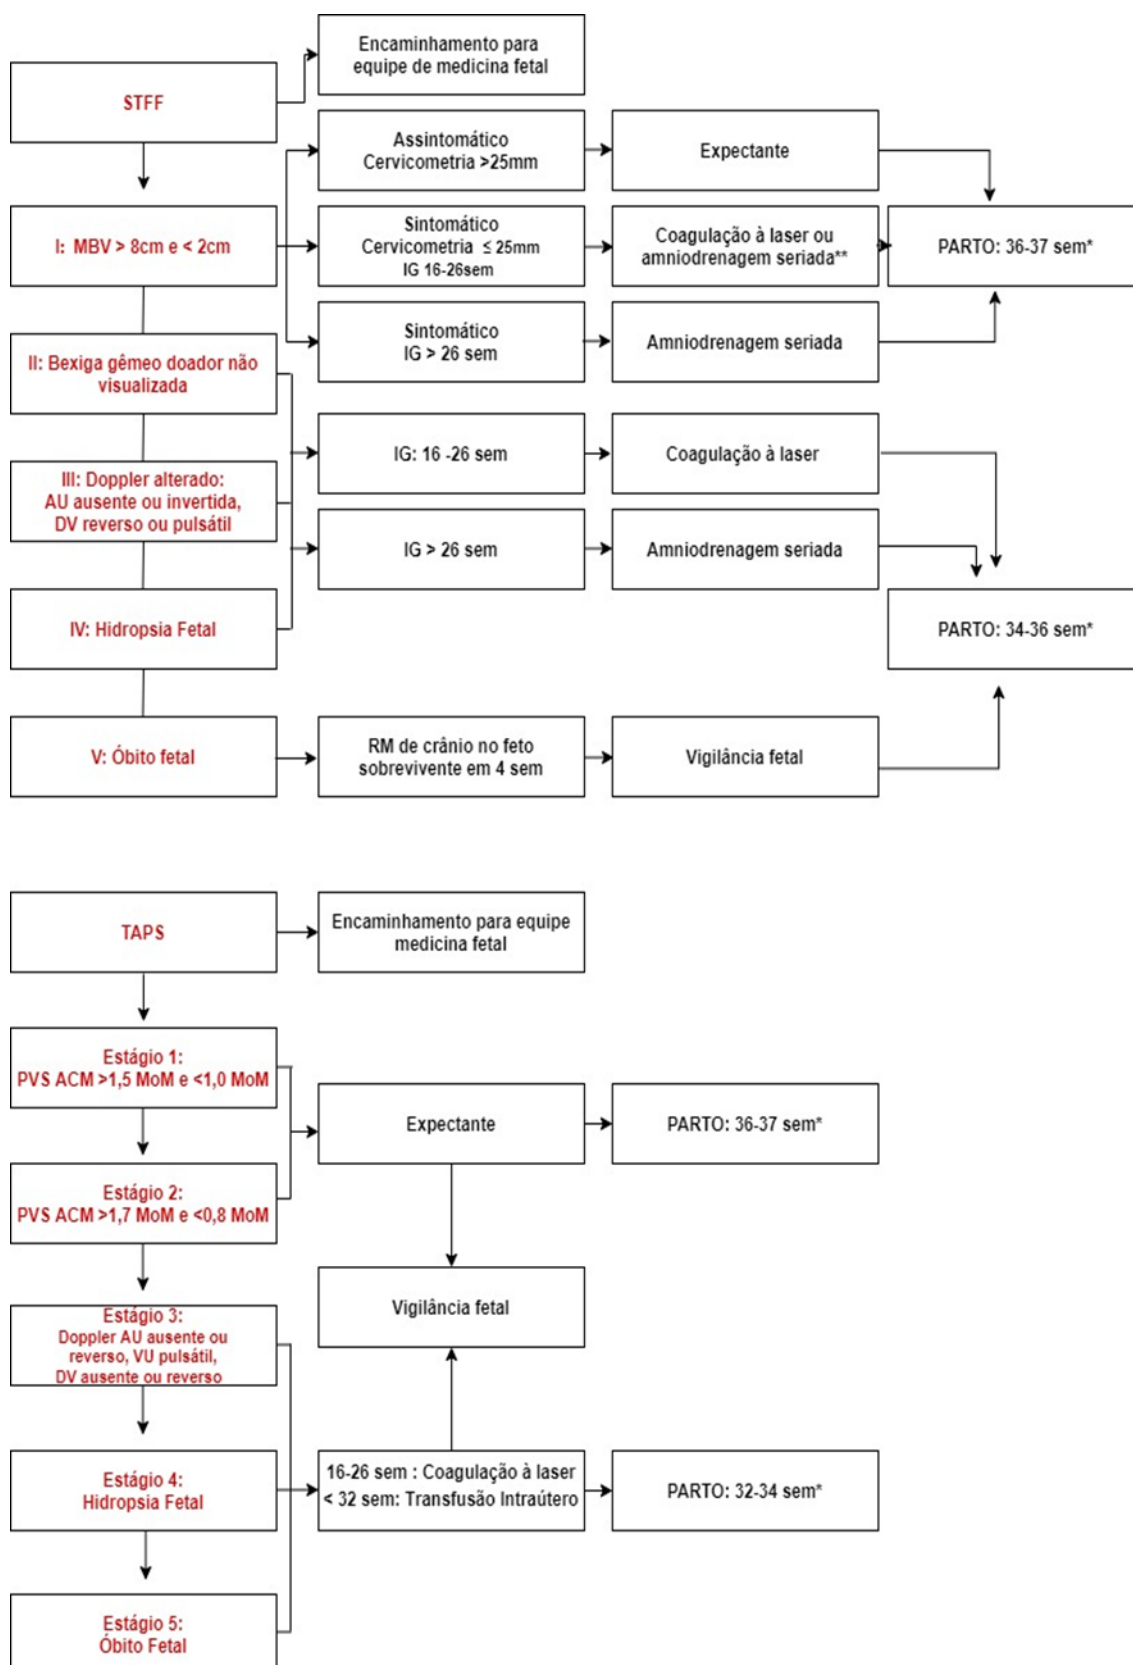 Encaminhamento para
equipe de medicina fetal
STFF
Assintomático
Cervicometria >25mm
Expectante
I: MBV > 8cm e < 2cm
Sintomático
Cervicometria ≤ 25mm
IG 16-26sem
Coagulação à laser ou
amniodrenagem seriada**
PARTO: 36-37 sem*
Sintomático
IG > 26 sem
Amniodrenagem seriada
II: Bexiga gêmeo doador não
visualizada
IG: 16 -26 sem
Coagulação à laser
III: Doppler alterado:
AU ausente ou invertida,
DV reverso ou pulsátil
IG > 26 sem
Amniodrenagem seriada
IV: Hidropsia Fetal
PARTO: 34-36 sem*
V: Óbito fetal
RM de crânio no feto
sobrevivente em 4 sem
Vigilância fetal
TAPS
Encaminhamento para equipe
medicina fetal
Estágio 1:
PVS ACM >1,5 MoM e <1,0 MoM
Expectante
PARTO: 36-37 sem*
Estágio 2:
PVS ACM >1,7 MoM e <0,8 MoM
Vigilância fetal
Estágio 3:
Doppler AU ausente ou
reverso, VU pulsátil,
DV ausente ou reverso
Estágio 4:
Hidropsia Fetal
16-26 sem : Coagulação à laser
< 32 sem: Transfusão Intraútero
PARTO: 32-34 sem*
Estágio 5:
Óbito Fetal